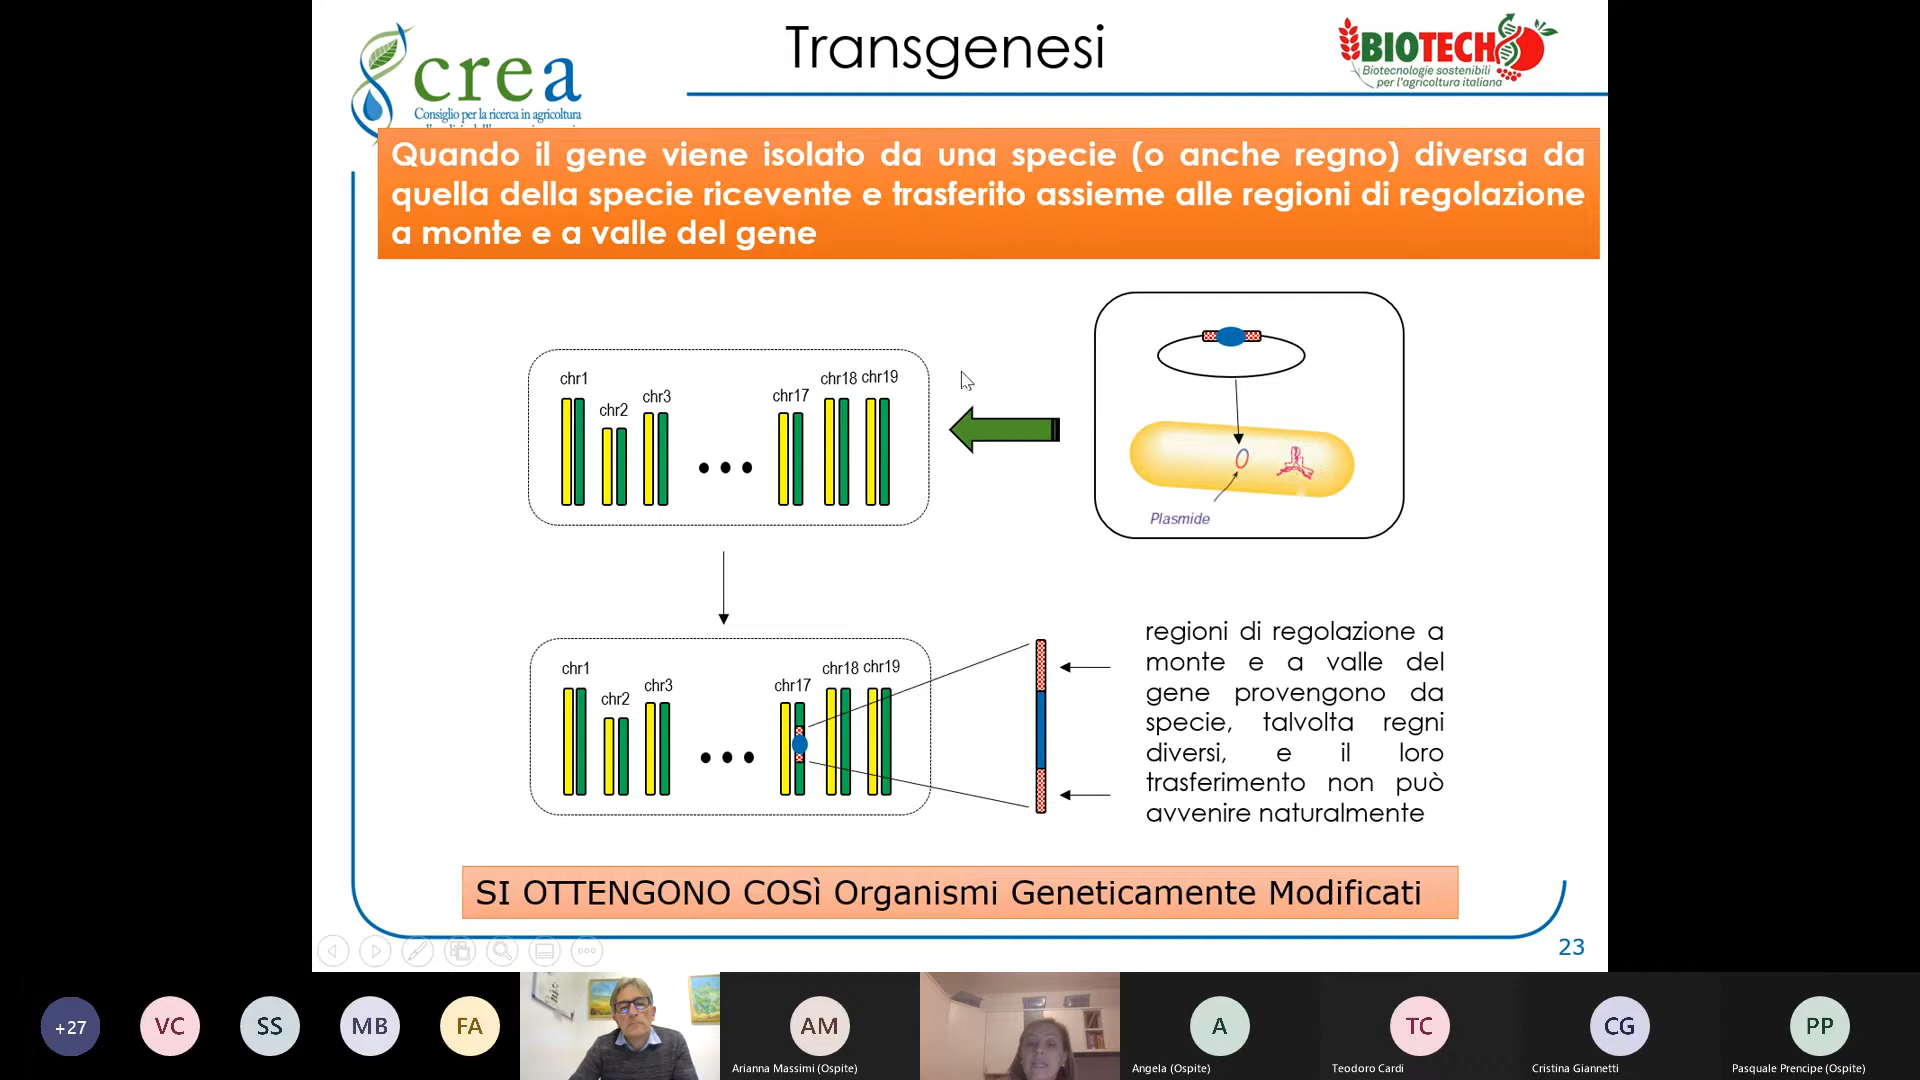 Transgenesi
crea
Consiglio per la ricerca in agricoltura
BIOTECH
Biotecnologie sostenibili
per l'agricoltura italiana
Quando il gene viene isolato da una specie (o anche regno) diversa da
quella della specie ricevente e trasferito assieme alle regioni di regolazione
a monte e a valle del gene
chr1
chr2
chr3
chr17
chr18
chr19
Plasmide
chr1
chr2
chr3
chr17
chr18
chr19
regioni di regolazione a
monte e a valle del
gene provengono da
specie, talvolta regni
diversi, e il loro
trasferimento non può
avvenire naturalmente
SI OTTENGONO COSì Organismi Geneticamente Modificati
23
+27
VC
SS
MB
FA
AM
Arianna Massimi (Ospite)
A
Angela (Ospite)
TC
Teodoro Cardi
CG
Cristina Giannetti
PP
Pasquale Prencipe (Ospite)